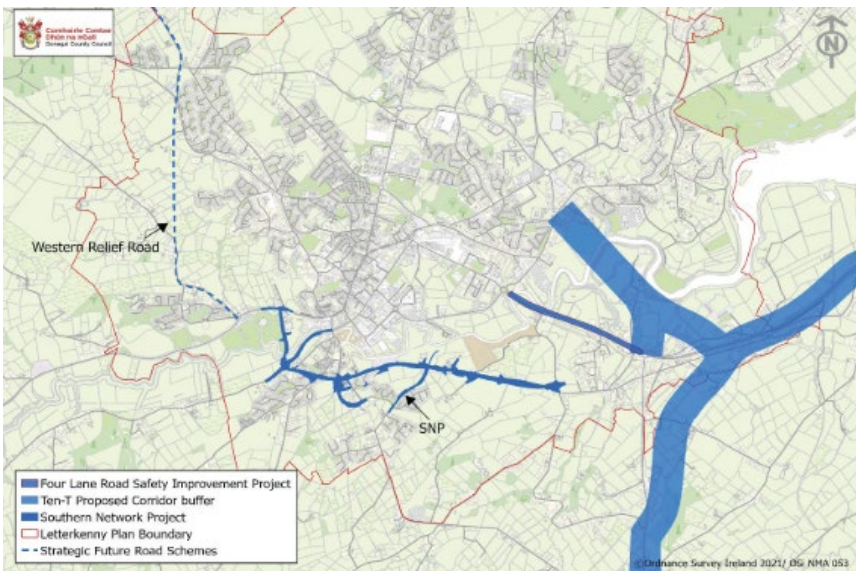 Comhairle Contae
Dhún na nGall
Donegal County Council
N
Western Relief Road
SNP
Four Lane Road Safety Improvement Project
Ten-T Proposed Corridor buffer
Southern Network Project
Letterkenny Plan Boundary
Strategic Future Road Schemes
© Ordnance Survey Ireland 2021/ OSi NMA 053